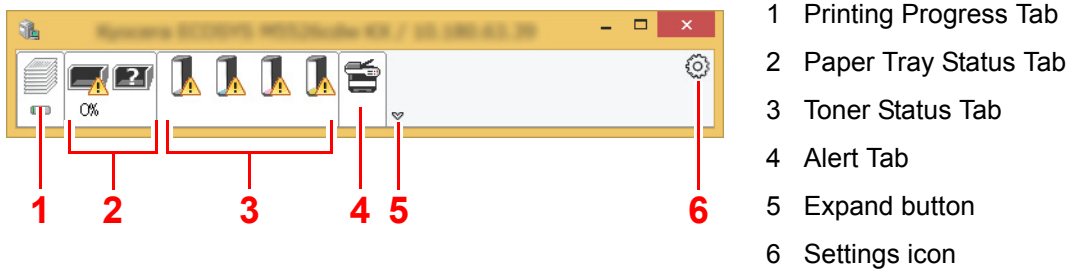 0%
1
2
3
4
5
6
1 Printing Progress Tab
2 Paper Tray Status Tab
3 Toner Status Tab
4 Alert Tab
5 Expand button
6 Settings icon